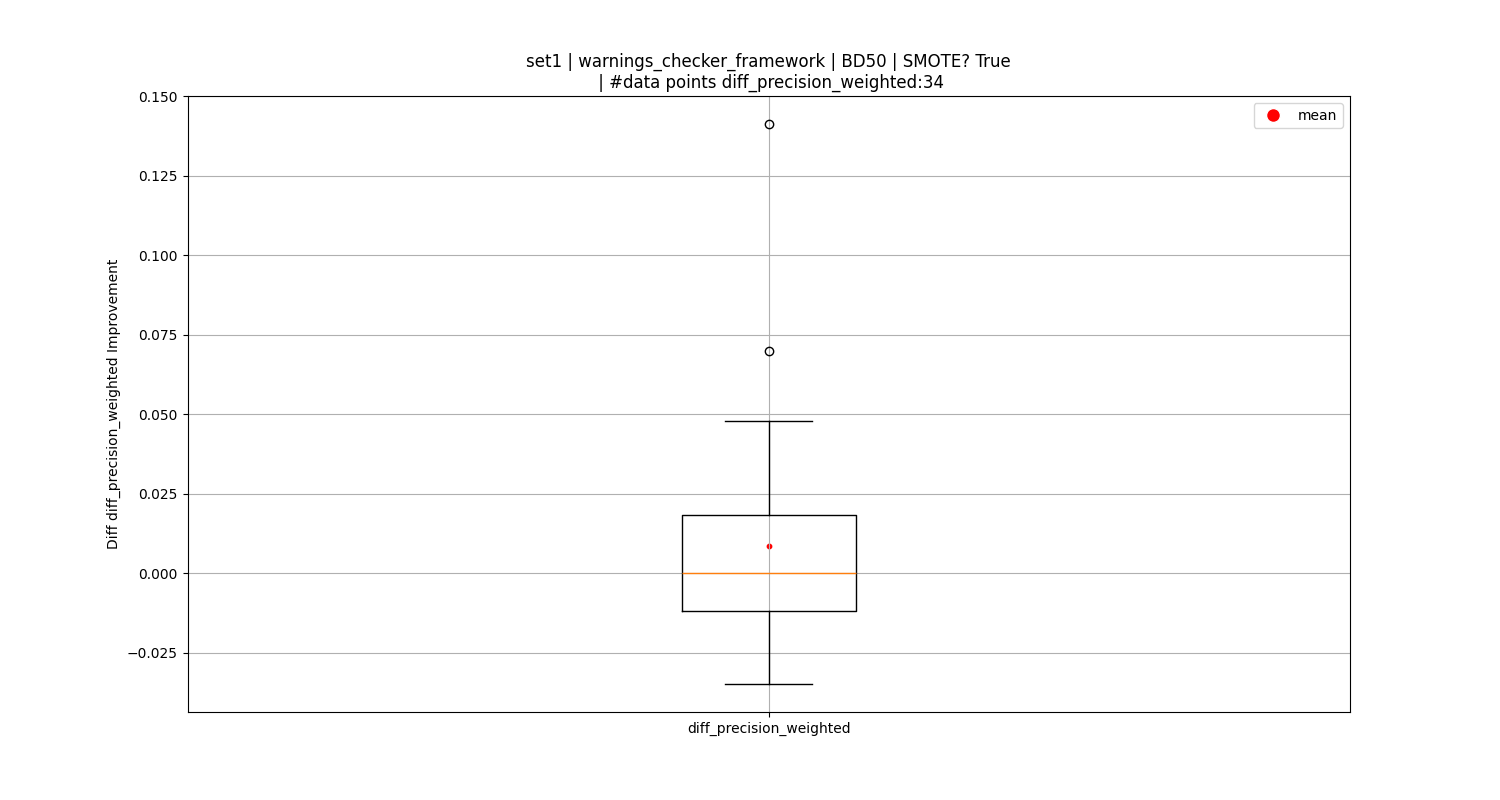 set1 | warnings_checker_framework | BD50 | SMOTE? True
| #data points diff_precision_weighted:34
mean
0.150
0.125
0.100
0.075
0.050
0.025
0.000
−0.025
Diff diff_precision_weighted Improvement
diff_precision_weighted